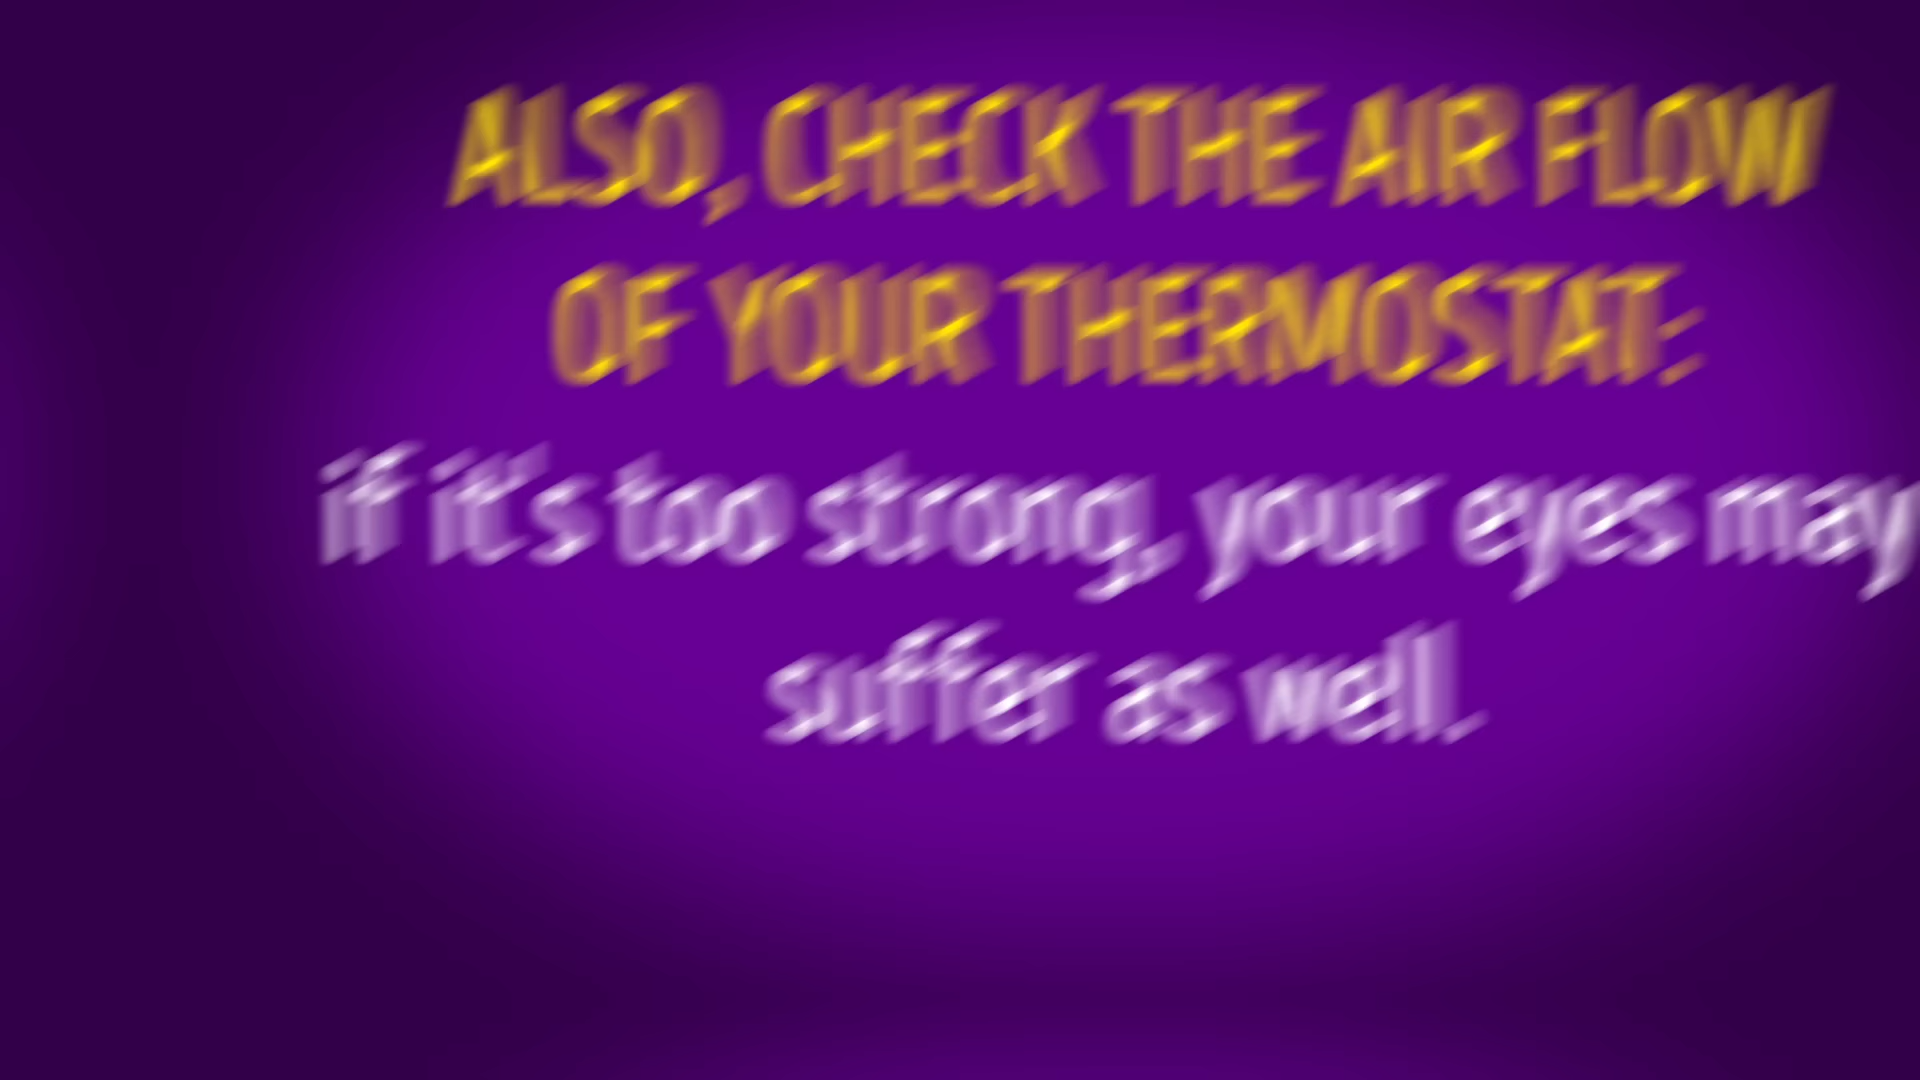 ALSO, CHECK THE AIR FLOW
OF YOUR THERMOSTAT:
if it's too strong, your eyes may
suffer as well.